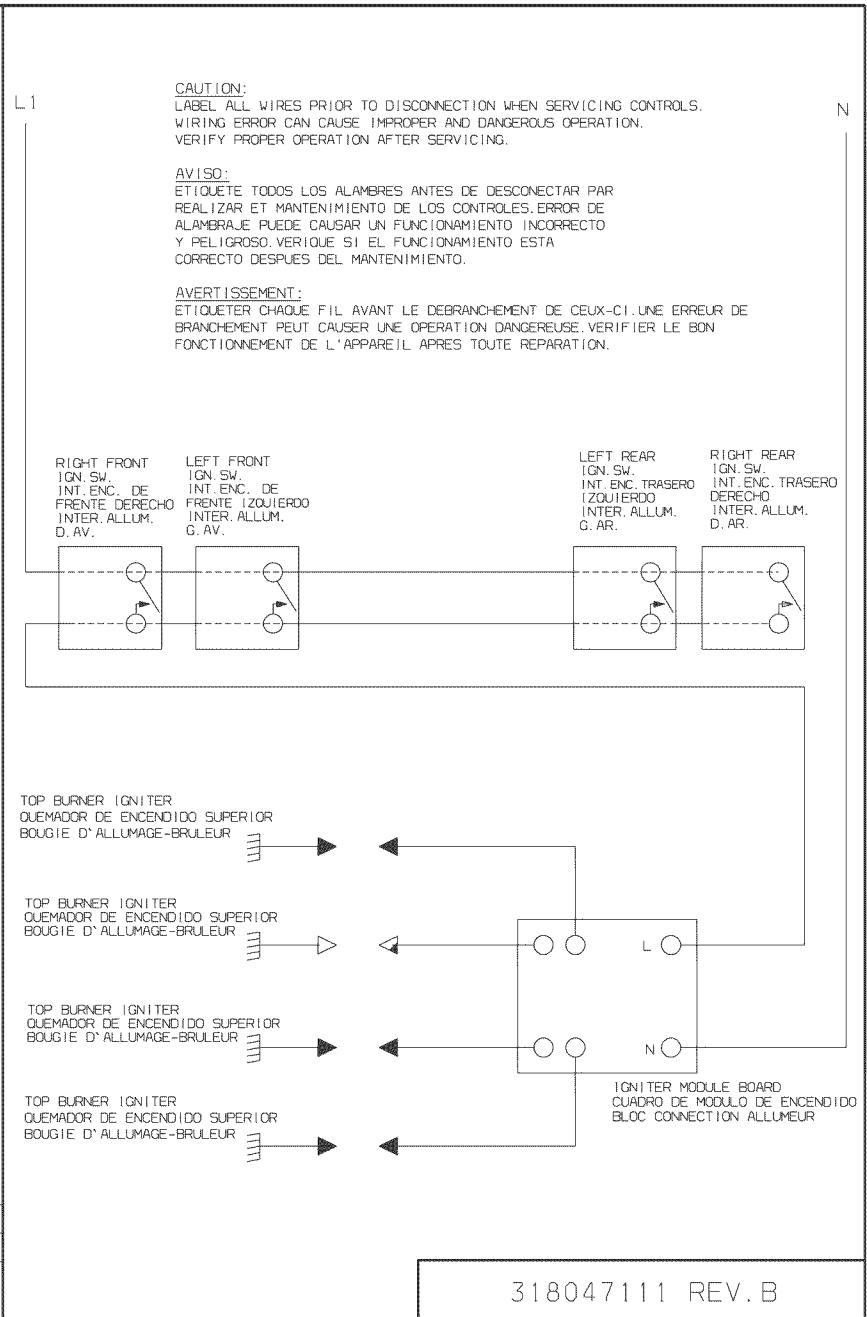 L1
N
CAUTION:
LABEL ALL WIRES PRIOR TO DISCONNECTION WHEN SERVICING CONTROLS.
WIRING ERROR CAN CAUSE IMPROPER AND DANGEROUS OPERATION.
VERIFY PROPER OPERATION AFTER SERVICING.
AVISO:
ETIQUETE TODOS LOS ALAMBRES ANTES DE DESCONECTAR PAR
REALIZAR ET MANTENIMIENTO DE LOS CONTROLES.ERROR DE
ALAMBRAJE PUEDE CAUSAR UN FUNCIONAMIENTO INCORRECTO
Y PELIGROSO.VERIQUE SI EL FUNCIONAMIENTO ESTA
CORRECTO DESPUES DEL MANTENIMIENTO.
AVERTISSEMENT:
ETIQUETER CHAQUE FIL AVANT LE DEBRANCHEMENT DE CEUX-CI.UNE ERREUR DE
BRANCHEMENT PEUT CAUSER UNE OPERATION DANGEREUSE.VERIFIER LE BON
FONCTIONNEMENT DE L'APPAREIL APRES TOUTE REPARATION.
RIGHT FRONT
IGN.SW.
INT.ENC. DE
FRENTE DERECHO
INTER.ALLUM.
D.AV.
LEFT FRONT
IGN.SW.
INT.ENC. DE
FRENTE IZQUIERDO
INTER.ALLUM.
G.AV.
LEFT REAR
IGN.SW.
INT.ENC.TRASERO
IZQUIERDO
INTER.ALLUM.
G.AR.
RIGHT REAR
IGN.SW.
INT.ENC.TRASERO
DERECHO
INTER.ALLUM.
D.AR.
TOP BURNER IGNITER
QUEMADOR DE ENCENDIDO SUPERIOR
BOUGIE D`ALLUMAGE-BRULEUR
TOP BURNER IGNITER
QUEMADOR DE ENCENDIDO SUPERIOR
BOUGIE D`ALLUMAGE-BRULEUR
L
TOP BURNER IGNITER
QUEMADOR DE ENCENDIDO SUPERIOR
BOUGIE D`ALLUMAGE-BRULEUR
N
TOP BURNER IGNITER
QUEMADOR DE ENCENDIDO SUPERIOR
BOUGIE D`ALLUMAGE-BRULEUR
IGNITER MODULE BOARD
CUADRO DE MODULO DE ENCENDIDO
BLOC CONNECTION ALLUMEUR
318047111 REV.B